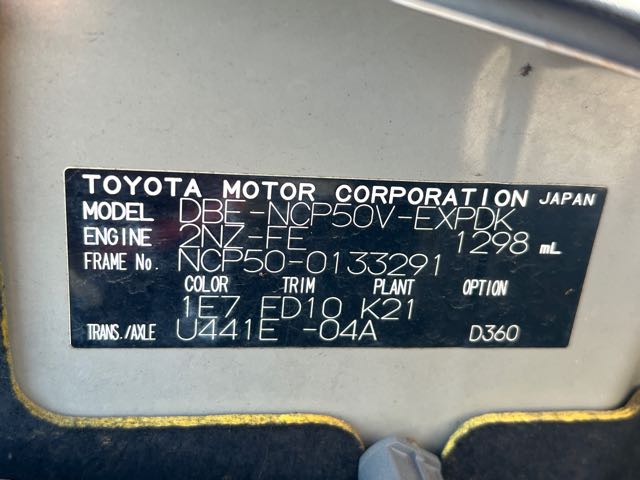 TOYOTA MOTOR CORPORATION JAPAN
MODEL DBE-NCP50V-EXPDK
ENGINE 2NZ-FE 1298 mL
FRAME No. NCP50-0133291
COLOR TRIM PLANT OPTION
1E7 FD10 K21
TRANS./AXLE U441E -04A D360